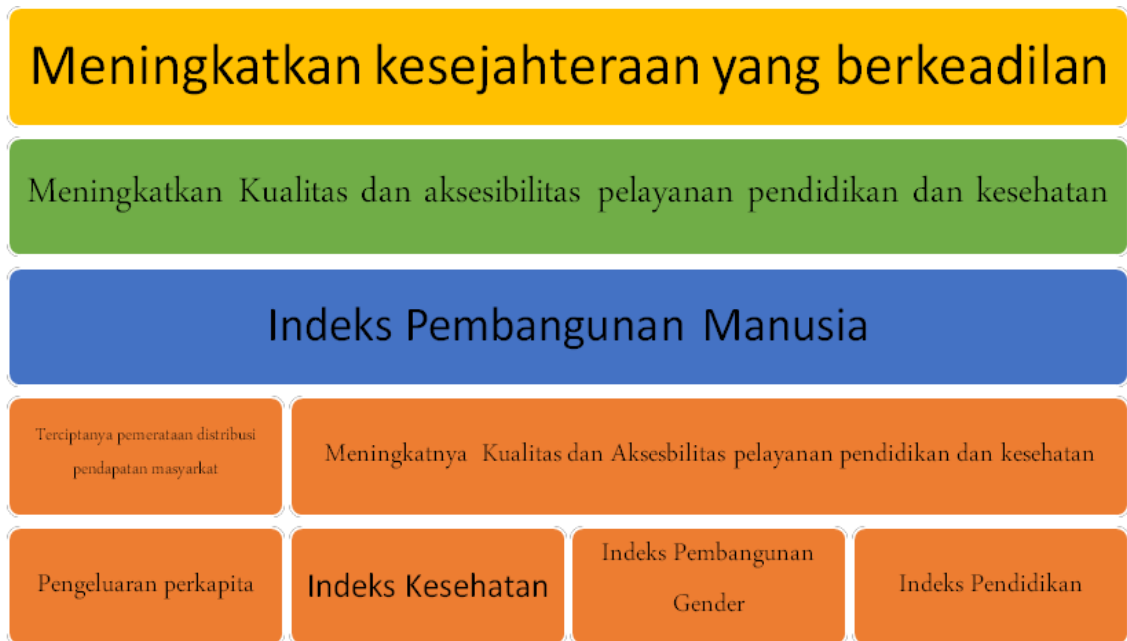 Meningkatkan kesejahteraan yang berkeadilan
Meningkatkan Kualitas dan aksesibilitas pelayanan pendidikan dan kesehatan
Indeks Pembangunan Manusia
Terciptanya pemerataan distribusi
pendapatan masyarkat
Meningkatnya Kualitas dan Aksesbilitas pelayanan pendidikan dan kesehatan
Pengeluaran perkapita
Indeks Kesehatan
Indeks Pembangunan
Gender
Indeks Pendidikan